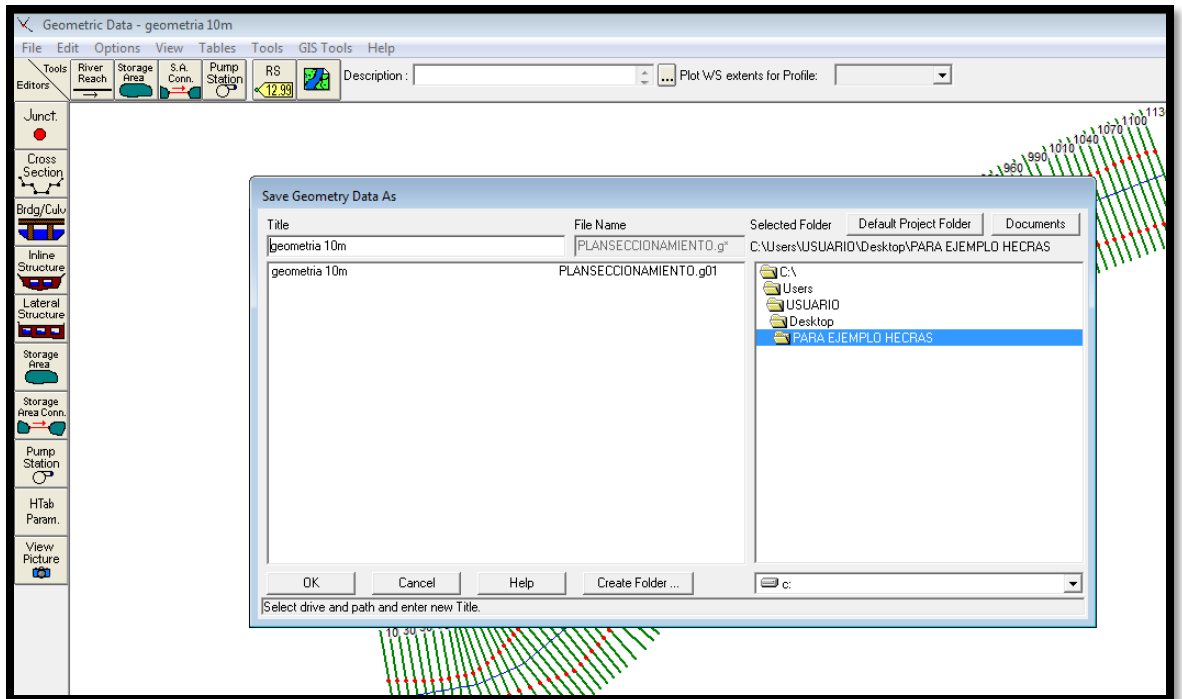 Geometric Data - geometria 10m
File Edit Options View Tables Tools GIS Tools Help
Tools
Editors
River Reach
Storage Area
S.A. Conn.
Pump Station
RS
12.99
Description :
...
Plot WS extents for Profile:
Junct.
Cross Section
Brdg/Culv
Inline Structure
Lateral Structure
Storage Area
Storage Area Conn.
Pump Station
HTab Param.
View Picture
960 990 1010 1040 1070 1100 113
Save Geometry Data As
Title File Name Selected Folder Default Project Folder Documents
geometria 10m PLANSECCIONAMIENTO.g* C:\Users\USUARIO\Desktop\PARA EJEMPLO HECRAS
geometria 10m PLANSECCIONAMIENTO.g01
C:\
Users
USUARIO
Desktop
PARA EJEMPLO HECRAS
OK Cancel Help Create Folder ... c:
Select drive and path and enter new Title.
10 30